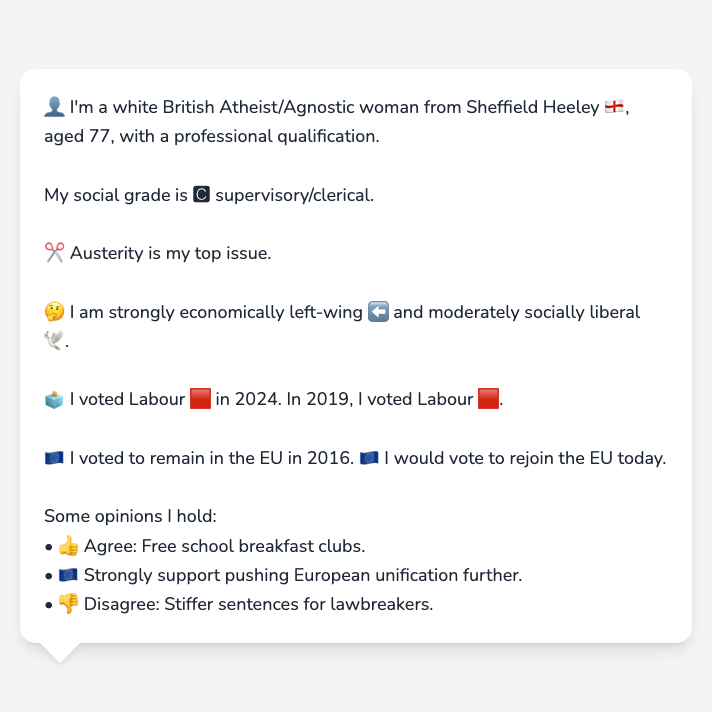 👤 I'm a white British Atheist/Agnostic woman from Sheffield Heeley 🏴󠁧󠁢󠁥󠁮󠁧󠁿,
aged 77, with a professional qualification.
My social grade is 🅲 supervisory/clerical.
✂️ Austerity is my top issue.
🤔 I am strongly economically left-wing ⬅️ and moderately socially liberal
🕊️.
🗳️ I voted Labour 🟥 in 2024. In 2019, I voted Labour 🟥.
🇪🇺 I voted to remain in the EU in 2016. 🇪🇺 I would vote to rejoin the EU today.
Some opinions I hold:
• 👍 Agree: Free school breakfast clubs.
• 🇪🇺 Strongly support pushing European unification further.
• 👎 Disagree: Stiffer sentences for lawbreakers.